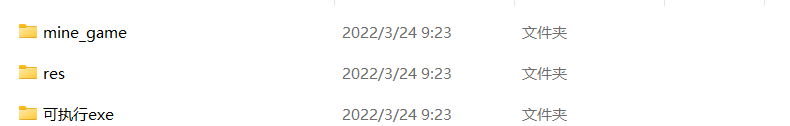 mine_game 2022/3/24 9:23 文件夹
res 2022/3/24 9:23 文件夹
可执行exe 2022/3/24 9:23 文件夹